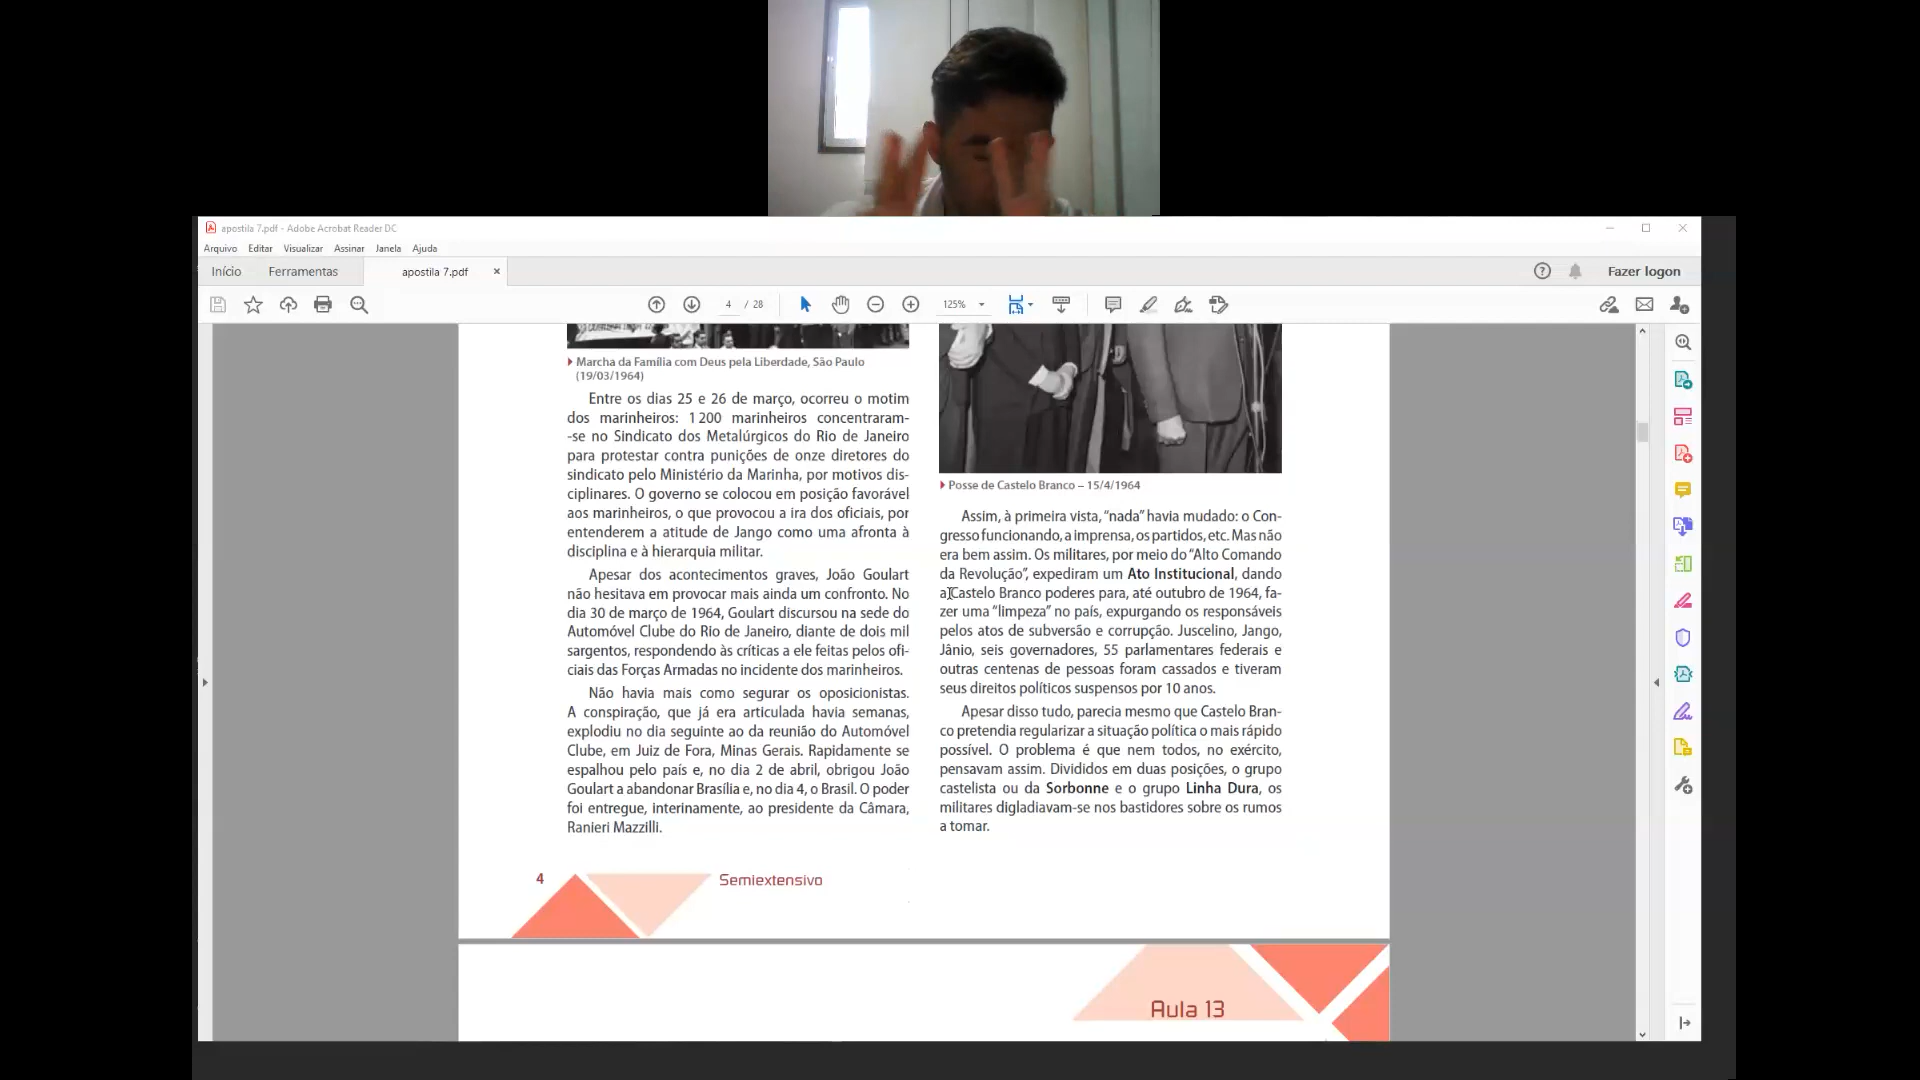 apostila 7.pdf - Adobe Acrobat Reader DC
Arquivo Editar Visualizar Assinar Janela Ajuda
Início Ferramentas apostila 7.pdf × Fazer logon
4 / 28 125%
Marcha da Família com Deus pela Liberdade, São Paulo
(19/03/1964)
Entre os dias 25 e 26 de março, ocorreu o motim
dos marinheiros: 1 200 marinheiros concentraram-
-se no Sindicato dos Metalúrgicos do Rio de Janeiro
para protestar contra punições de onze diretores do
sindicato pelo Ministério da Marinha, por motivos dis-
ciplinares. O governo se colocou em posição favorável
aos marinheiros, o que provocou a ira dos oficiais, por
entenderem a atitude de Jango como uma afronta à
disciplina e à hierarquia militar.
Apesar dos acontecimentos graves, João Goulart
não hesitava em provocar mais ainda um confronto. No
dia 30 de março de 1964, Goulart discursou na sede do
Automóvel Clube do Rio de Janeiro, diante de dois mil
sargentos, respondendo às críticas a ele feitas pelos ofi-
ciais das Forças Armadas no incidente dos marinheiros.
Não havia mais como segurar os oposicionistas.
A conspiração, que já era articulada havia semanas,
explodiu no dia seguinte ao da reunião do Automóvel
Clube, em Juiz de Fora, Minas Gerais. Rapidamente se
espalhou pelo país e, no dia 2 de abril, obrigou João
Goulart a abandonar Brasília e, no dia 4, o Brasil. O poder
foi entregue, interinamente, ao presidente da Câmara,
Ranieri Mazzilli.
Posse de Castelo Branco – 15/4/1964
Assim, à primeira vista, “nada” havia mudado: o Con-
gresso funcionando, a imprensa, os partidos, etc. Mas não
era bem assim. Os militares, por meio do “Alto Comando
da Revolução”, expediram um Ato Institucional, dando
a Castelo Branco poderes para, até outubro de 1964, fa-
zer uma “limpeza” no país, expurgando os responsáveis
pelos atos de subversão e corrupção. Juscelino, Jango,
Jânio, seis governadores, 55 parlamentares federais e
outras centenas de pessoas foram cassados e tiveram
seus direitos políticos suspensos por 10 anos.
Apesar disso tudo, parecia mesmo que Castelo Bran-
co pretendia regularizar a situação política o mais rápido
possível. O problema é que nem todos, no exército,
pensavam assim. Divididos em duas posições, o grupo
castelista ou da Sorbonne e o grupo Linha Dura, os
militares digladiavam-se nos bastidores sobre os rumos
a tomar.
4 Semiextensivo
Aula 13